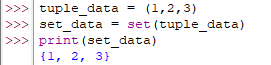 >>> tuple_data = (1,2,3)
>>> set_data = set(tuple_data)
>>> print(set_data)
{1, 2, 3}